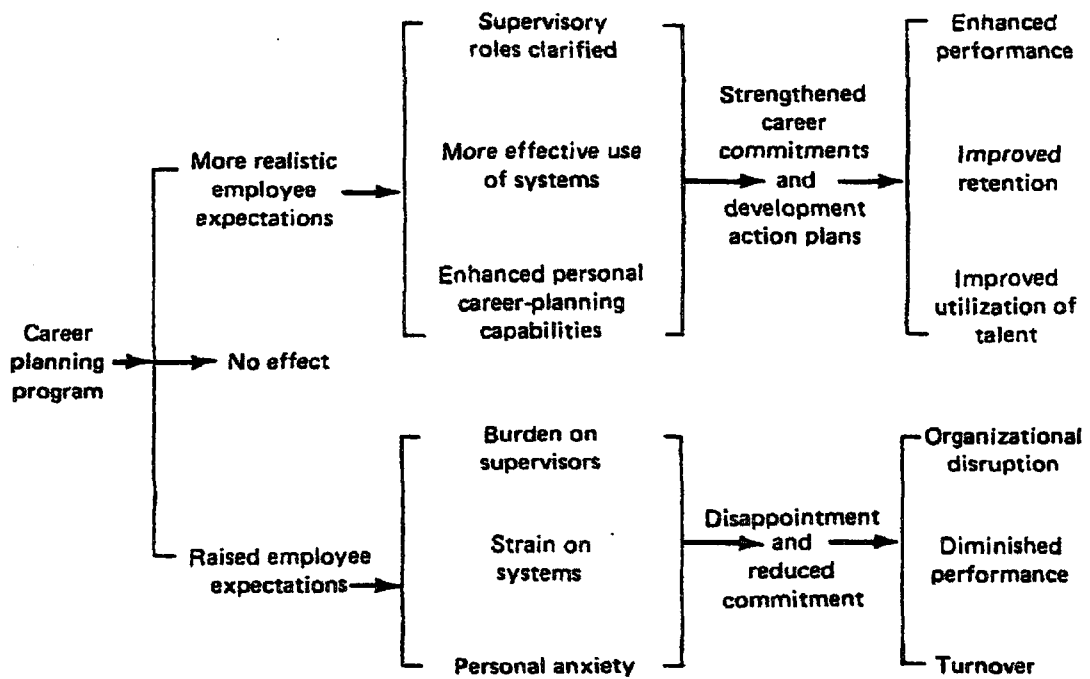 Career
planning
program
More realistic
employee
expectations
No effect
Raised employee
expectations
Supervisory
roles clarified
More effective use
of systems
Enhanced personal
career-planning
capabilities
Strengthened
career
commitments
and
development
action plans
Enhanced
performance
Improved
retention
Improved
utilization of
talent
Burden on
supervisors
Strain on
systems
Personal anxiety
Disappointment
and
reduced
commitment
Organizational
disruption
Diminished
performance
Turnover